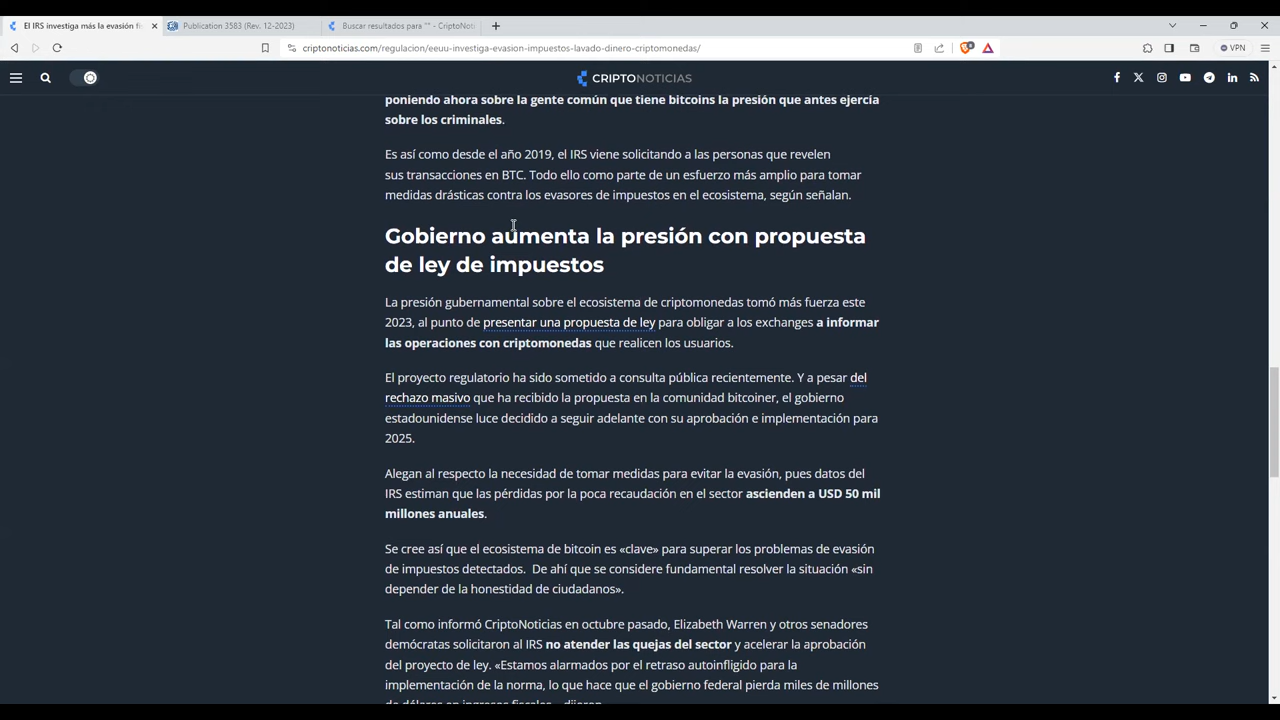 El IRS investiga más la evasión fi
Publication 3583 (Rev. 12-2023)
Buscar resultados para "" - CriptoNot
criptonoticias.com/regulacion/eeuu-investiga-evasion-impuestos-lavado-dinero-criptomonedas/
VPN
CRIPTONOTICIAS
poniendo ahora sobre la gente común que tiene bitcoins la presión que antes ejercía
sobre los criminales.
Es así como desde el año 2019, el IRS viene solicitando a las personas que revelen
sus transacciones en BTC. Todo ello como parte de un esfuerzo más amplio para tomar
medidas drásticas contra los evasores de impuestos en el ecosistema, según señalan.
Gobierno aumenta la presión con propuesta
de ley de impuestos
La presión gubernamental sobre el ecosistema de criptomonedas tomó más fuerza este
2023, al punto de presentar una propuesta de ley para obligar a los exchanges a informar
las operaciones con criptomonedas que realicen los usuarios.
El proyecto regulatorio ha sido sometido a consulta pública recientemente. Y a pesar del
rechazo masivo que ha recibido la propuesta en la comunidad bitcoiner, el gobierno
estadounidense luce decidido a seguir adelante con su aprobación e implementación para
2025.
Alegan al respecto la necesidad de tomar medidas para evitar la evasión, pues datos del
IRS estiman que las pérdidas por la poca recaudación en el sector ascienden a USD 50 mil
millones anuales.
Se cree así que el ecosistema de bitcoin es «clave» para superar los problemas de evasión
de impuestos detectados. De ahí que se considere fundamental resolver la situación «sin
depender de la honestidad de ciudadanos».
Tal como informó CriptoNoticias en octubre pasado, Elizabeth Warren y otros senadores
demócratas solicitaron al IRS no atender las quejas del sector y acelerar la aprobación
del proyecto de ley. «Estamos alarmados por el retraso autoinfligido para la
implementación de la norma, lo que hace que el gobierno federal pierda miles de millones
de dólares en ingresos fiscales», dijeron.